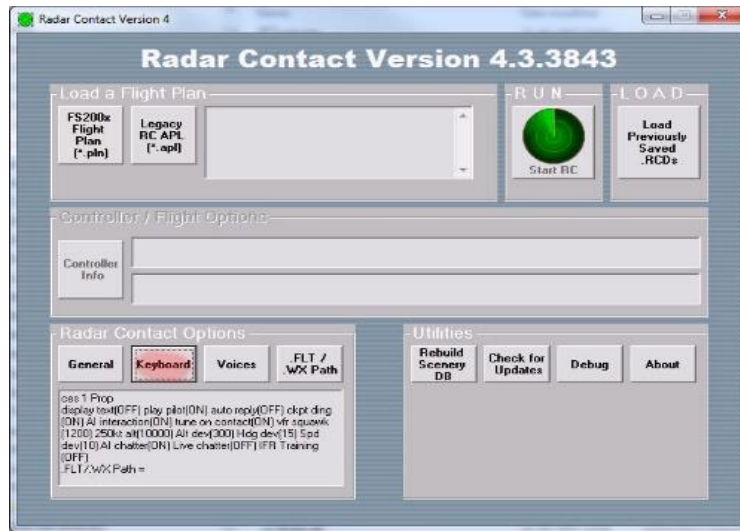 Radar Contact Version 4
Radar Contact Version 4.3.3843
Load a Flight Plan
RUN
LOAD
FS200x
Flight
Plan
(*.pln)
Legacy
RC APL
(*.apl)
Start RC
Load
Previously
Saved
.RCDs
Controller / Flight Options
Controller
Info
Radar Contact Options
General
Keyboard
Voices
.FLT /
.WX Path
ces 1 Prop
display text(OFF) play pilot(ON) auto reply(OFF) ckpt ding
(ON) AI interaction(ON) tune on contact(ON) vfr squawk
(1200) 250kt alt(10000) Alt dev(300) Hdg dev(15) Spd
dev(10) AI chatter(ON) Live chatter(OFF) IFR Training
(OFF)
.FLT/.WX Path =
Utilities
Rebuild
Scenery
DB
Check for
Updates
Debug
About